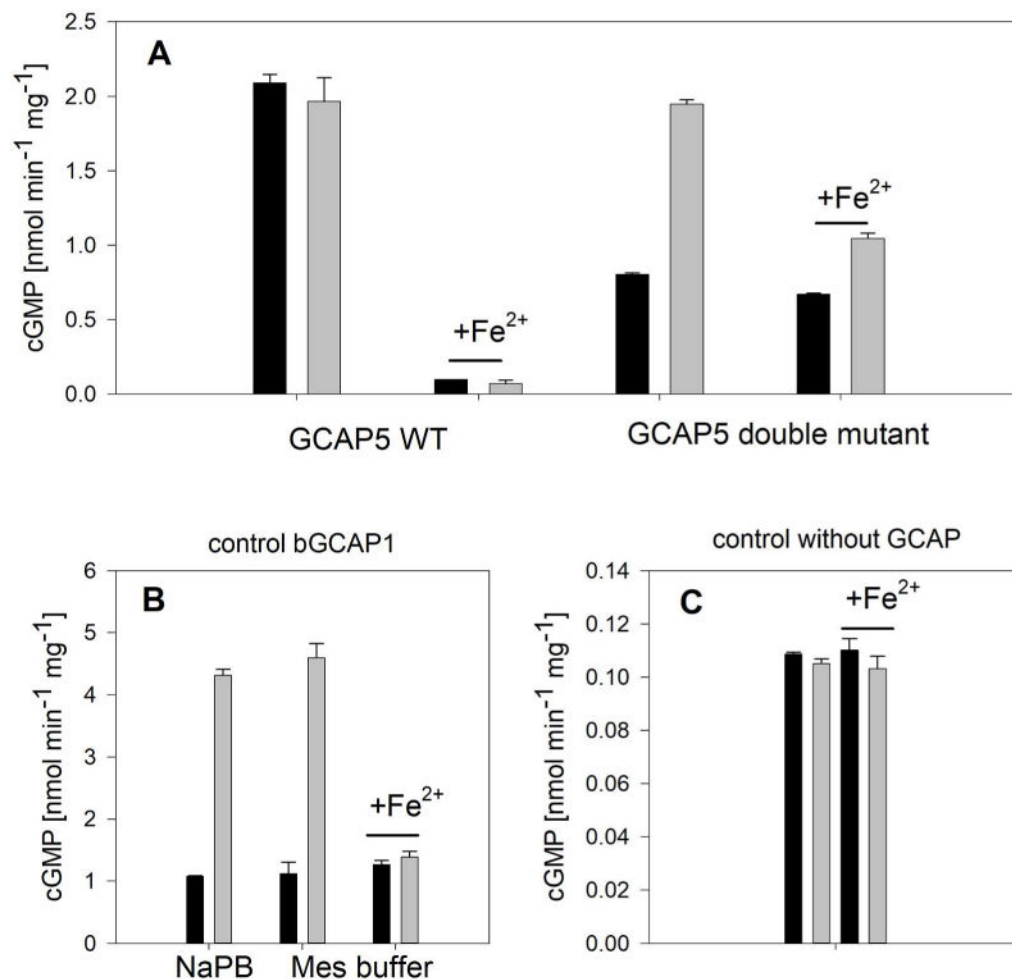 A
2.5
2.0
1.5
1.0
0.5
0.0
cGMP [nmol min⁻¹ mg⁻¹]
+Fe²⁺
+Fe²⁺
GCAP5 WT
GCAP5 double mutant
control bGCAP1
B
6
5
4
3
2
1
0
cGMP [nmol min⁻¹ mg⁻¹]
+Fe²⁺
NaPB
Mes buffer
control without GCAP
C
0.14
0.12
0.10
0.08
0.06
0.04
0.02
0.00
cGMP [nmol min⁻¹ mg⁻¹]
+Fe²⁺